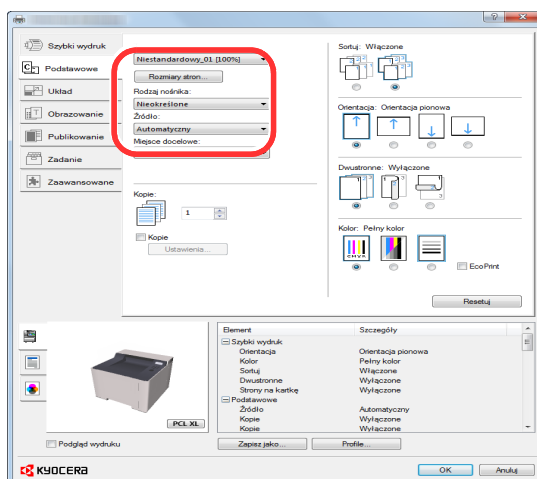 Szybki wydruk
Podstawowe
Układ
Obrazowanie
Publikowanie
Zadanie
Zaawansowane
Niestandardowy_01 [100%]
Rozmiary stron...
Rodzaj nośnika:
Nieokreślone
Źródło:
Automatyczny
Miejsce docelowe:
Kopie:
1
Kopie
Ustawienia...
Sortuj: Włączone
Orientacja: Orientacja pionowa
Dwustronne: Wyłączone
Kolor: Pełny kolor
CMYK
EcoPrint
Resetuj
PCL XL
Podgląd wydruku
Element Szczegóły
Szybki wydruk
Orientacja Orientacja pionowa
Kolor Pełny kolor
Sortuj Włączone
Dwustronne Wyłączone
Strony na kartkę Wyłączone
Podstawowe
Źródło Automatyczny
Kopie Wyłączone
Kopie Wyłączone
Zapisz jako... Profile...
KYOCERA
OK Anuluj